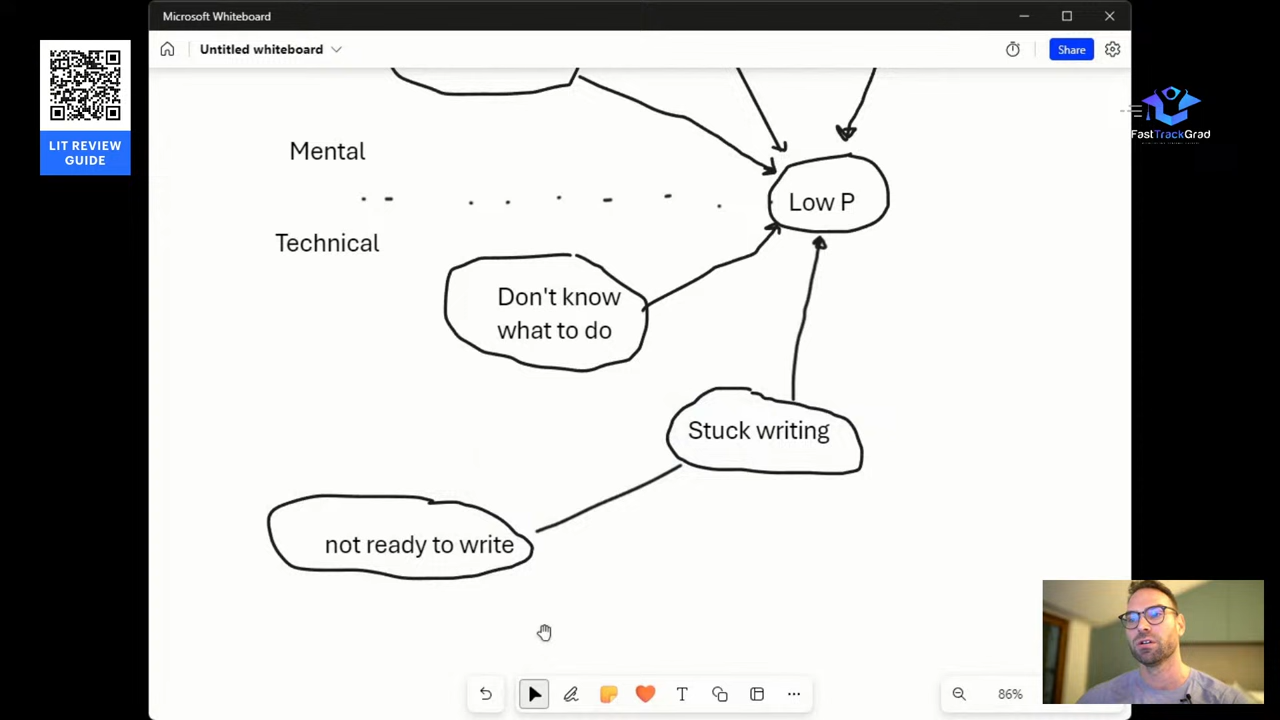 Microsoft Whiteboard
Untitled whiteboard
Share
LIT REVIEW
GUIDE
FastTrackGrad
Mental
Low P
Technical
Don't know
what to do
Stuck writing
not ready to write
86%